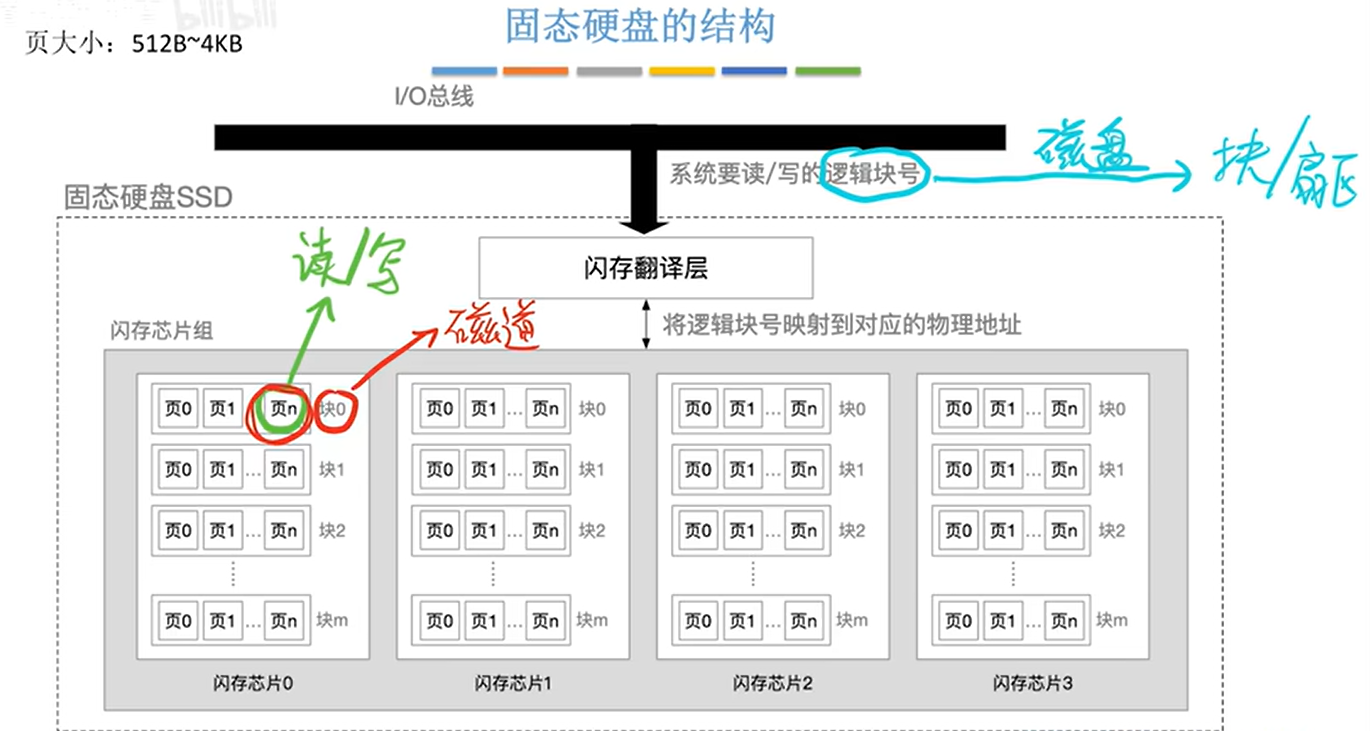 bilibili
固态硬盘的结构
页大小：512B~4KB
I/O总线
系统要读/写的逻辑块号
磁盘
块/扇区
固态硬盘SSD
读/写
闪存翻译层
将逻辑块号映射到对应的物理地址
磁道
闪存芯片组
页0 页1 页n 块0 页0 页1 … 页n 块0 页0 页1 … 页n 块0 页0 页1 … 页n 块0
页0 页1 … 页n 块1 页0 页1 … 页n 块1 页0 页1 … 页n 块1 页0 页1 … 页n 块1
页0 页1 … 页n 块2 页0 页1 … 页n 块2 页0 页1 … 页n 块2 页0 页1 … 页n 块2
页0 页1 … 页n 块m 页0 页1 … 页n 块m 页0 页1 … 页n 块m 页0 页1 … 页n 块m
闪存芯片0 闪存芯片1 闪存芯片2 闪存芯片3